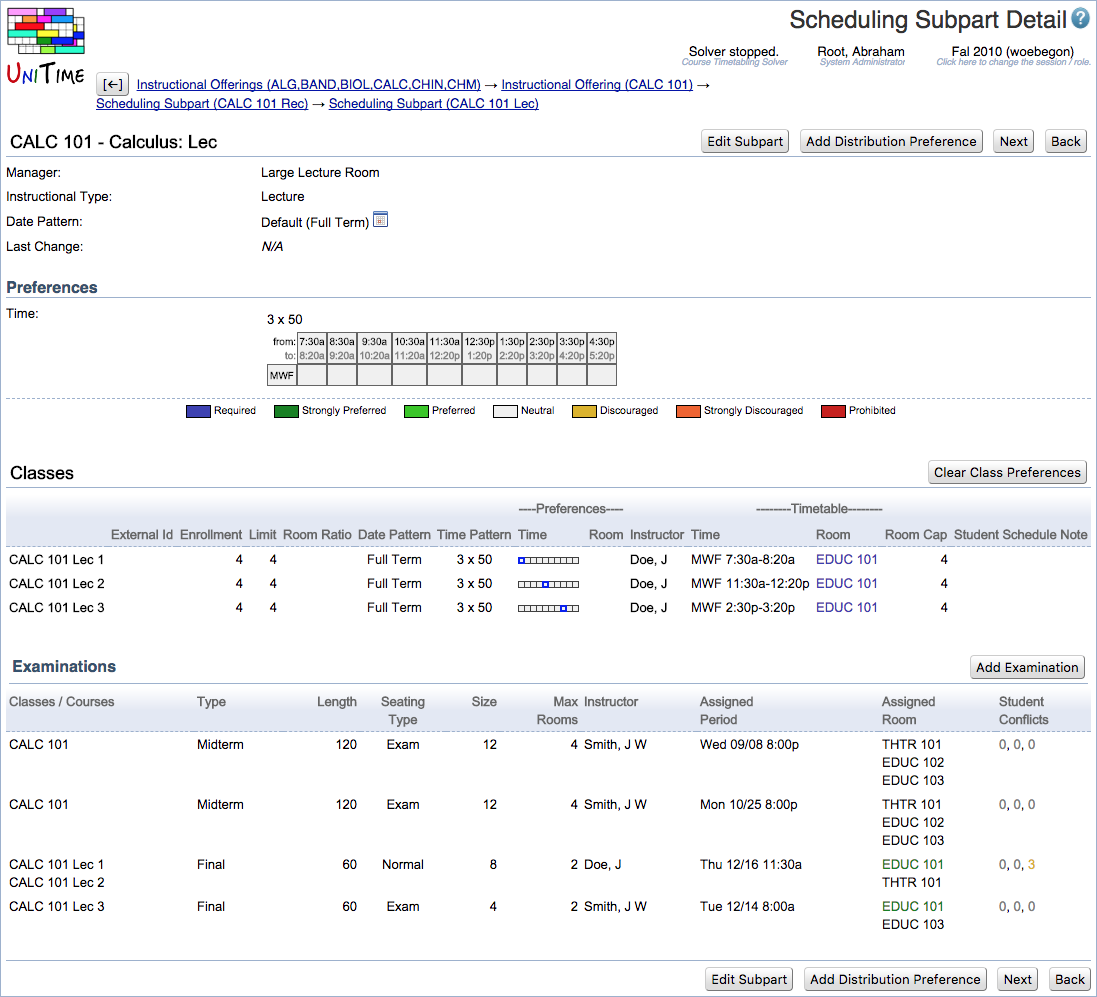 Scheduling Subpart Detail ?
Solver stopped. Root, Abraham Fal 2010 (woebegon)
Course Timetabling Solver System Administrator Click here to change the session / role.
UNITIME
[←] Instructional Offerings (ALG,BAND,BIOL,CALC,CHIN,CHM) → Instructional Offering (CALC 101) →
Scheduling Subpart (CALC 101 Rec) → Scheduling Subpart (CALC 101 Lec)
CALC 101 - Calculus: Lec Edit Subpart Add Distribution Preference Next Back
Manager: Large Lecture Room
Instructional Type: Lecture
Date Pattern: Default (Full Term)
Last Change: N/A
Preferences
Time:
3 x 50
from: 7:30a 8:30a 9:30a 10:30a 11:30a 12:30p 1:30p 2:30p 3:30p 4:30p
to: 8:20a 9:20a 10:20a 11:20a 12:20p 1:20p 2:20p 3:20p 4:20p 5:20p
MWF
Required Strongly Preferred Preferred Neutral Discouraged Strongly Discouraged Prohibited
Classes Clear Class Preferences
----Preferences---- --------Timetable--------
External Id Enrollment Limit Room Ratio Date Pattern Time Pattern Time Room Instructor Time Room Room Cap Student Schedule Note
CALC 101 Lec 1 4 4 Full Term 3 x 50 Doe, J MWF 7:30a-8:20a EDUC 101 4
CALC 101 Lec 2 4 4 Full Term 3 x 50 Doe, J MWF 11:30a-12:20p EDUC 101 4
CALC 101 Lec 3 4 4 Full Term 3 x 50 Doe, J MWF 2:30p-3:20p EDUC 101 4
Examinations Add Examination
Classes / Courses Type Length Seating Size Max Instructor Assigned Assigned Student
Type Rooms Period Room Conflicts
CALC 101 Midterm 120 Exam 12 4 Smith, J W Wed 09/08 8:00p THTR 101 0, 0, 0
EDUC 102
EDUC 103
CALC 101 Midterm 120 Exam 12 4 Smith, J W Mon 10/25 8:00p THTR 101 0, 0, 0
EDUC 102
EDUC 103
CALC 101 Lec 1 Final 60 Normal 8 2 Doe, J Thu 12/16 11:30a EDUC 101 0, 0, 3
CALC 101 Lec 2 THTR 101
CALC 101 Lec 3 Final 60 Exam 4 2 Smith, J W Tue 12/14 8:00a EDUC 101 0, 0, 0
EDUC 103
Edit Subpart Add Distribution Preference Next Back